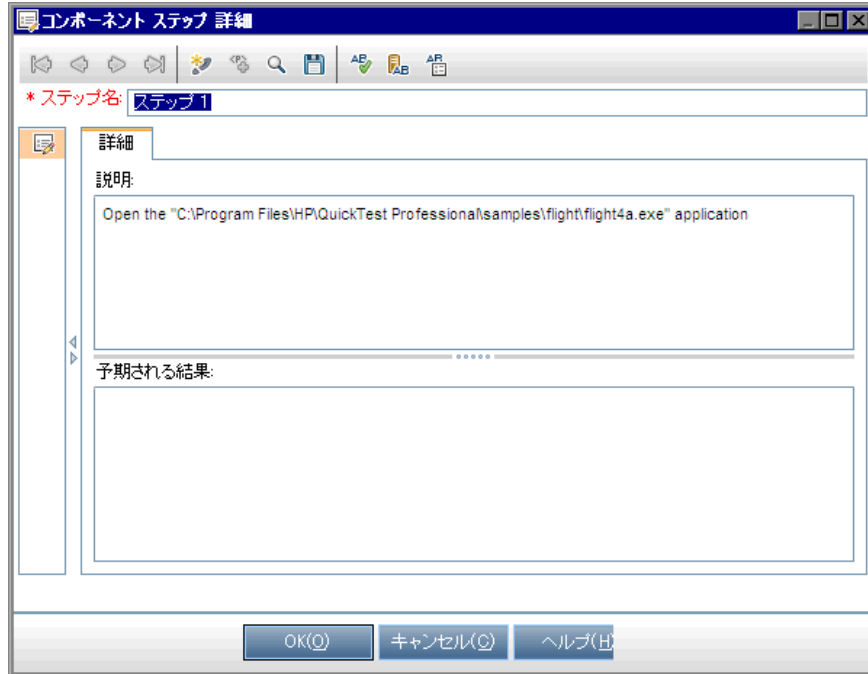 コンポーネント ステップ 詳細
* ステップ名: ステップ 1
詳細
説明:
Open the "C:\Program Files\HP\QuickTest Professional\samples\flight\flight4a.exe" application
予期される結果:
OK(O) キャンセル(C) ヘルプ(H